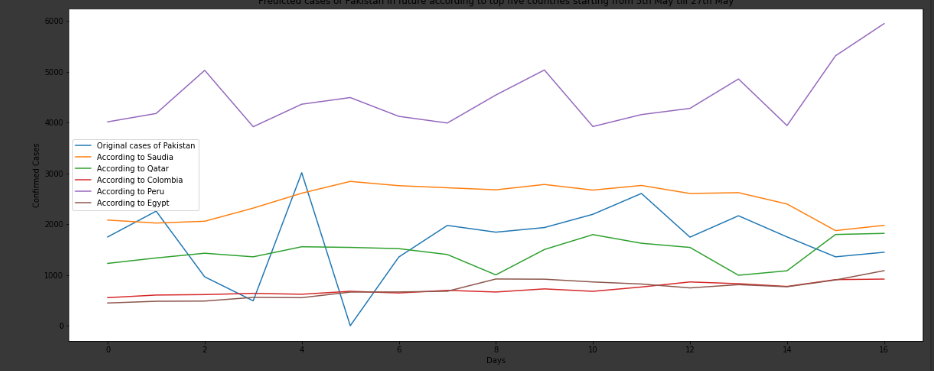 Predicted cases of Pakistan in future according to top five countries starting from 5th May till 27th May
6000
5000
4000
3000
2000
1000
0
Confirmed Cases
Original cases of Pakistan
According to Saudia
According to Qatar
According to Colombia
According to Peru
According to Egypt
0 2 4 6 8 10 12 14 16
Days